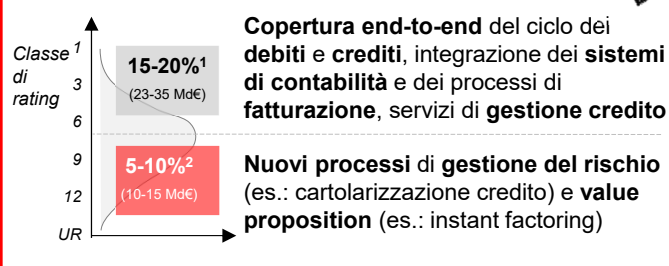 Classe
di
rating
1
3
6
9
12
UR
15-20%¹
(23-35 Md€)
5-10%²
(10-15 Md€)
Copertura end-to-end del ciclo dei
debiti e crediti, integrazione dei sistemi
di contabilità e dei processi di
fatturazione, servizi di gestione credito
Nuovi processi di gestione del rischio
(es.: cartolarizzazione credito) e value
proposition (es.: instant factoring)